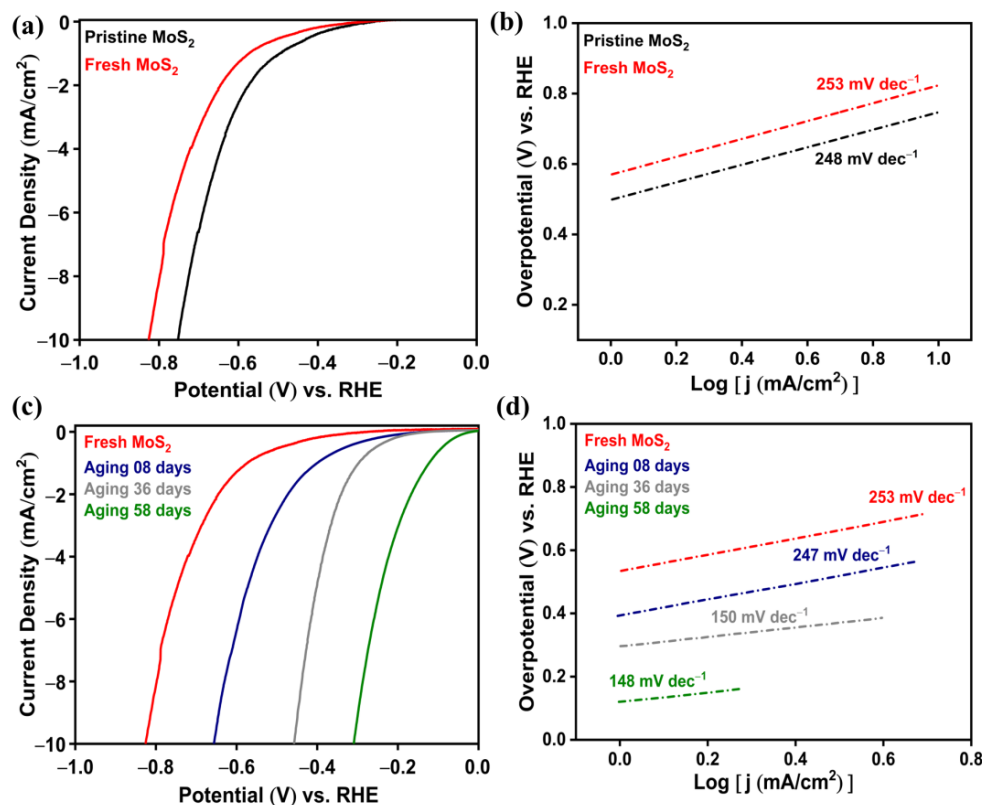 (a)
Pristine MoS₂
Fresh MoS₂
0
−2
−4
−6
−8
−10
−1.0
−0.8
−0.6
−0.4
−0.2
0.0
Current Density (mA/cm²)
Potential (V) vs. RHE
(b)
Pristine MoS₂
Fresh MoS₂
253 mV dec⁻¹
248 mV dec⁻¹
1.0
0.8
0.6
0.4
0.2
0.0
0.2
0.4
0.6
0.8
1.0
Overpotential (V) vs. RHE
Log [ j (mA/cm²) ]
(c)
Fresh MoS₂
Aging 08 days
Aging 36 days
Aging 58 days
0
−2
−4
−6
−8
−10
−1.0
−0.8
−0.6
−0.4
−0.2
0.0
Current Density (mA/cm²)
Potential (V) vs. RHE
(d)
Fresh MoS₂
Aging 08 days
Aging 36 days
Aging 58 days
253 mV dec⁻¹
247 mV dec⁻¹
150 mV dec⁻¹
148 mV dec⁻¹
1.0
0.8
0.6
0.4
0.2
0.0
0.0
0.2
0.4
0.6
0.8
Overpotential (V) vs. RHE
Log [ j (mA/cm²) ]